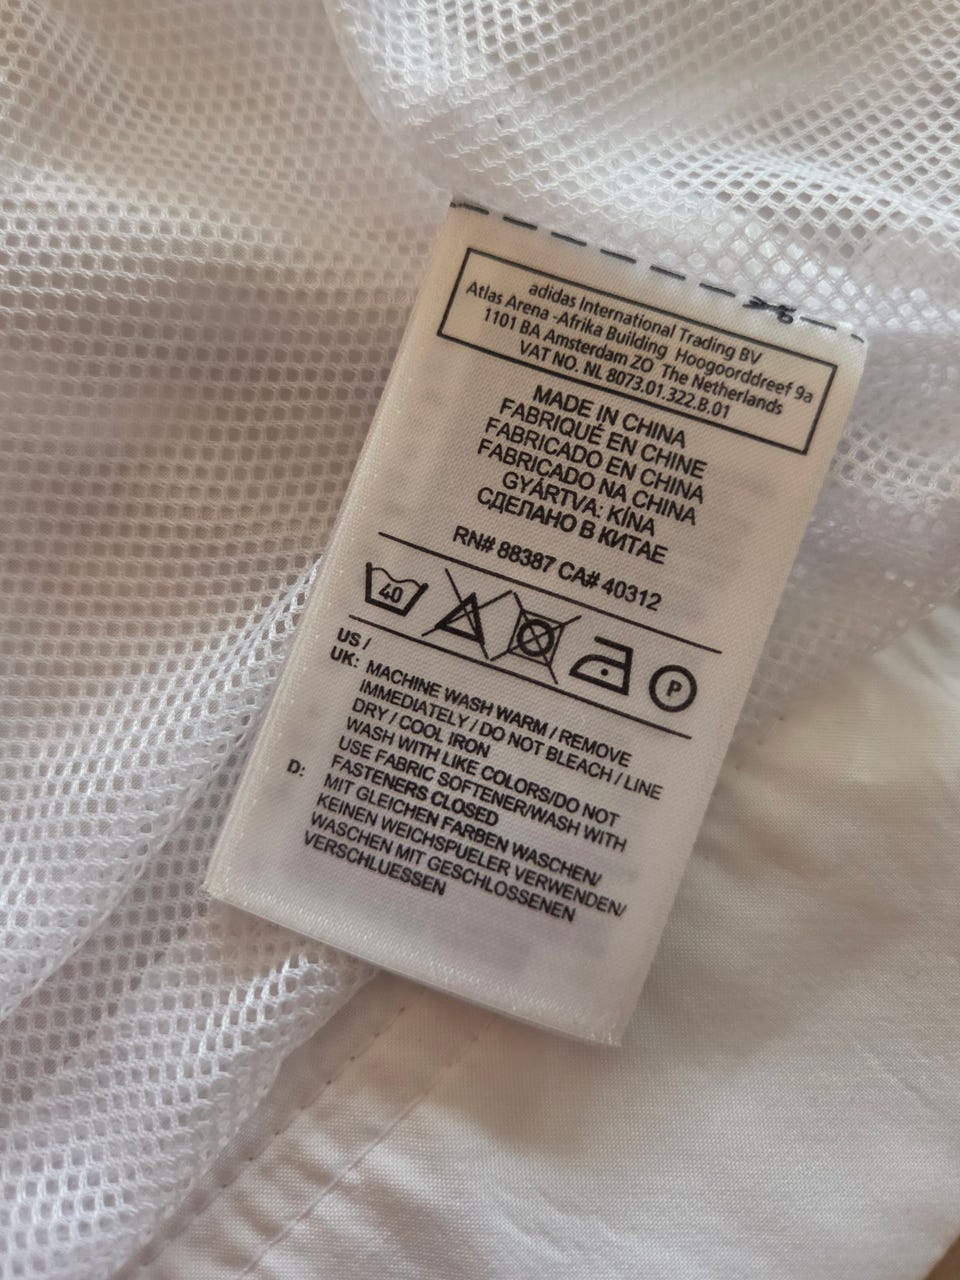 adidas International Trading BV
Atlas Arena -Afrika Building Hoogoorddreef 9a
1101 BA Amsterdam ZO The Netherlands
VAT NO. NL 8073.01.322.B.01
MADE IN CHINA
FABRIQUÉ EN CHINE
FABRICADO EN CHINA
FABRICADO NA CHINA
GYÁRTVA: KÍNA
СДЕЛАНО В КИТАЕ
RN# 88387 CA# 40312
40 P
US /
UK: MACHINE WASH WARM / REMOVE
IMMEDIATELY / DO NOT BLEACH / LINE
DRY / COOL IRON
WASH WITH LIKE COLORS/DO NOT
USE FABRIC SOFTENER/WASH WITH
FASTENERS CLOSED
D: MIT GLEICHEN FARBEN WASCHEN/
KEINEN WEICHSPUELER VERWENDEN/
WASCHEN MIT GESCHLOSSENEN
VERSCHLUESSEN